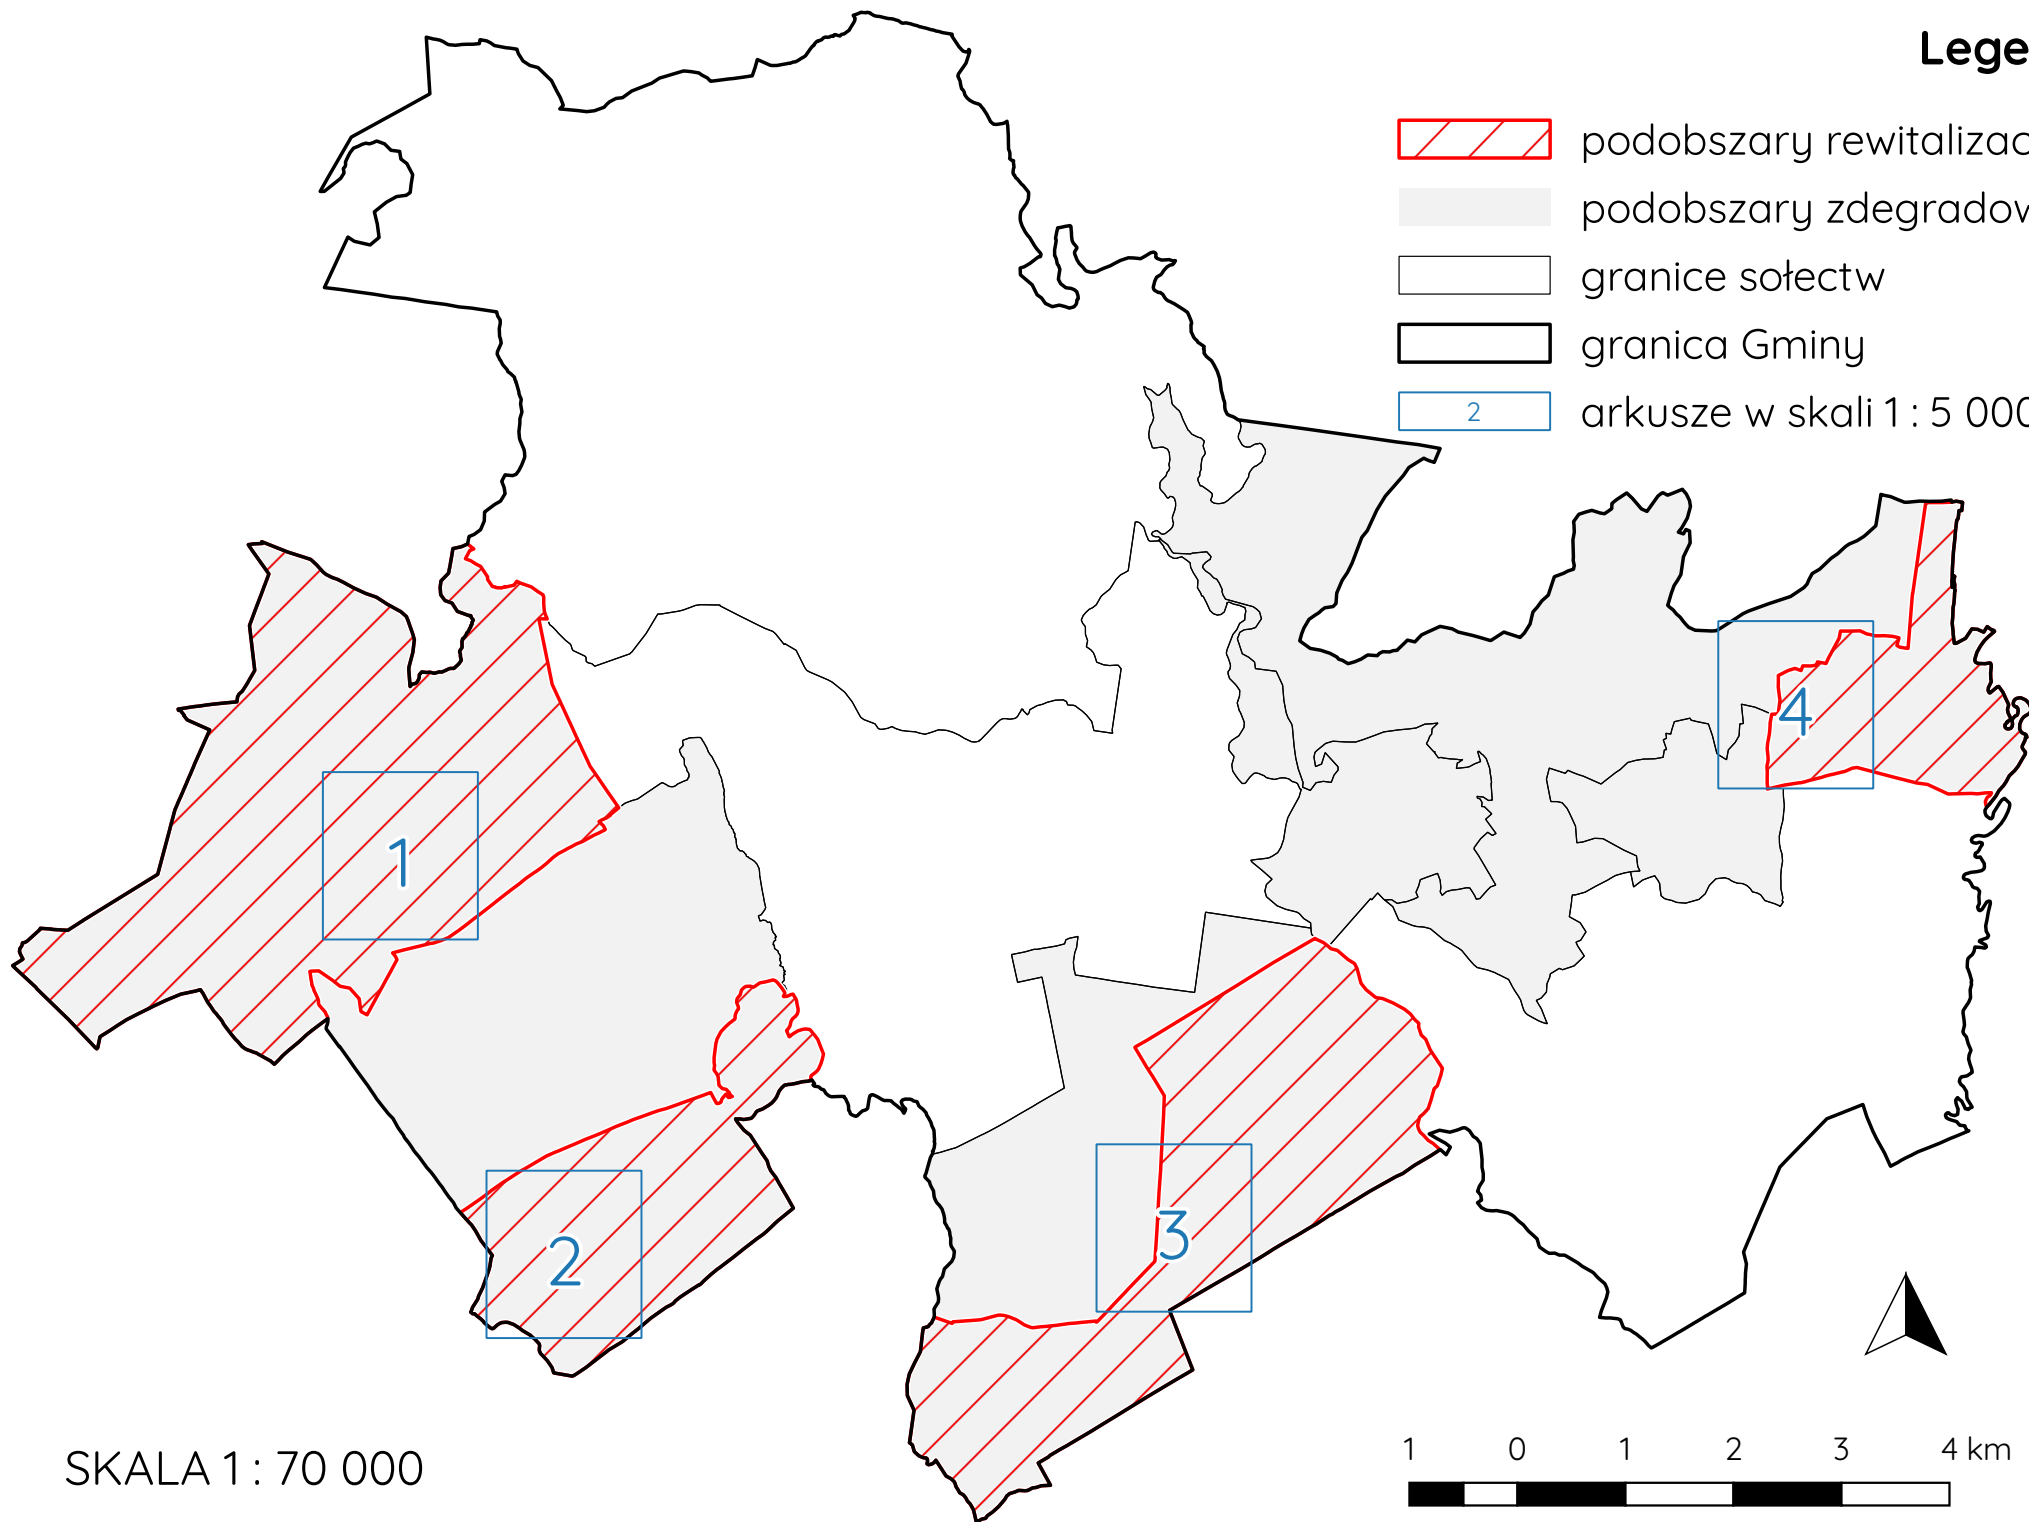 Lege
podobszary rewitalizac
podobszary zdegradow
granice sołectw
granica Gminy
2 arkusze w skali 1 : 5 000
4
1
2
3
SKALA 1 : 70 000
1 0 1 2 3 4 km